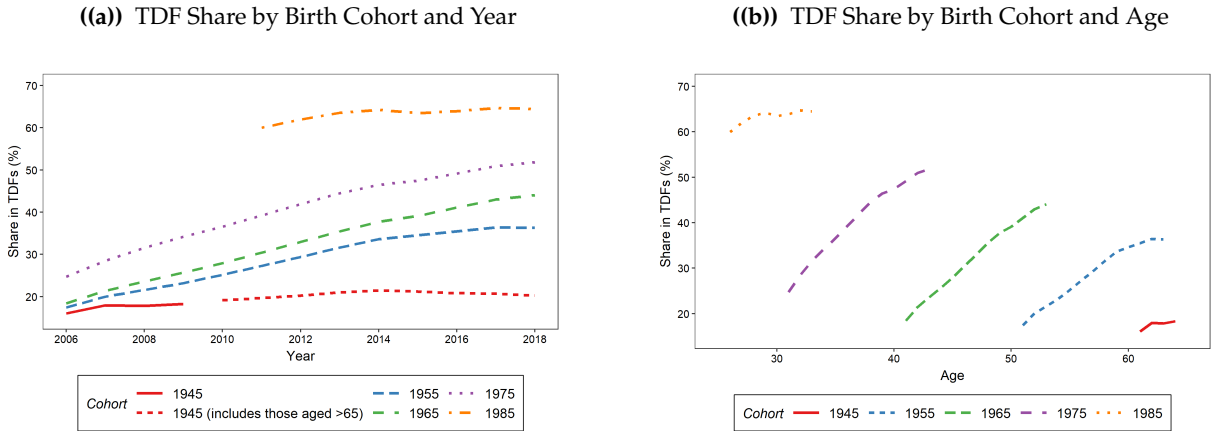 ((a)) TDF Share by Birth Cohort and Year
70
60
50
40
30
20
Share in TDFs (%)
2006 2008 2010 2012 2014 2016 2018
Year
Cohort
1945 1955 1975
1945 (includes those aged >65) 1965 1985
((b)) TDF Share by Birth Cohort and Age
70
60
50
40
30
20
Share in TDFs (%)
30 40 50 60
Age
Cohort 1945 1955 1965 1975 1985